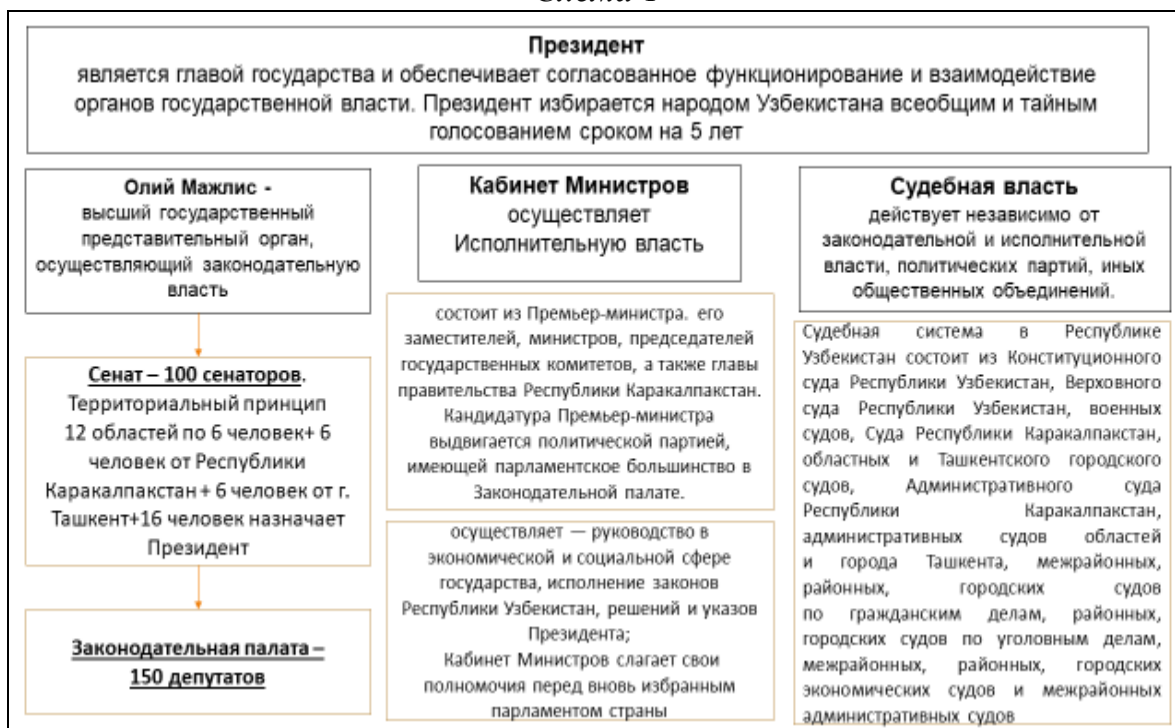 Президент
является главой государства и обеспечивает согласованное функционирование и взаимодействие
органов государственной власти. Президент избирается народом Узбекистана всеобщим и тайным
голосованием сроком на 5 лет
Олий Мажлис -
высший государственный
представительный орган,
осуществляющий законодательную
власть
Сенат – 100 сенаторов.
Территориальный принцип
12 областей по 6 человек+ 6
человек от Республики
Каракалпакстан + 6 человек от г.
Ташкент+16 человек назначает
Президент
Законодательная палата –
150 депутатов
Кабинет Министров
осуществляет
Исполнительную власть
состоит из Премьер-министра. его
заместителей, министров, председателей
государственных комитетов, а также главы
правительства Республики Каракалпакстан.
Кандидатура Премьер-министра
выдвигается политической партией,
имеющей парламентское большинство в
Законодательной палате.
осуществляет — руководство в
экономической и социальной сфере
государства, исполнение законов
Республики Узбекистан, решений и указов
Президента;
Кабинет Министров слагает свои
полномочия перед вновь избранным
парламентом страны
Судебная власть
действует независимо от
законодательной и исполнительной
власти, политических партий, иных
общественных объединений.
Судебная система в Республике
Узбекистан состоит из Конституционного
суда Республики Узбекистан, Верховного
суда Республики Узбекистан, военных
судов, Суда Республики Каракалпакстан,
областных и Ташкентского городского
судов, Административного суда
Республики Каракалпакстан,
административных судов областей
и города Ташкента, межрайонных,
районных, городских судов
по гражданским делам, районных,
городских судов по уголовным делам,
межрайонных, районных, городских
экономических судов и межрайонных
административных судов